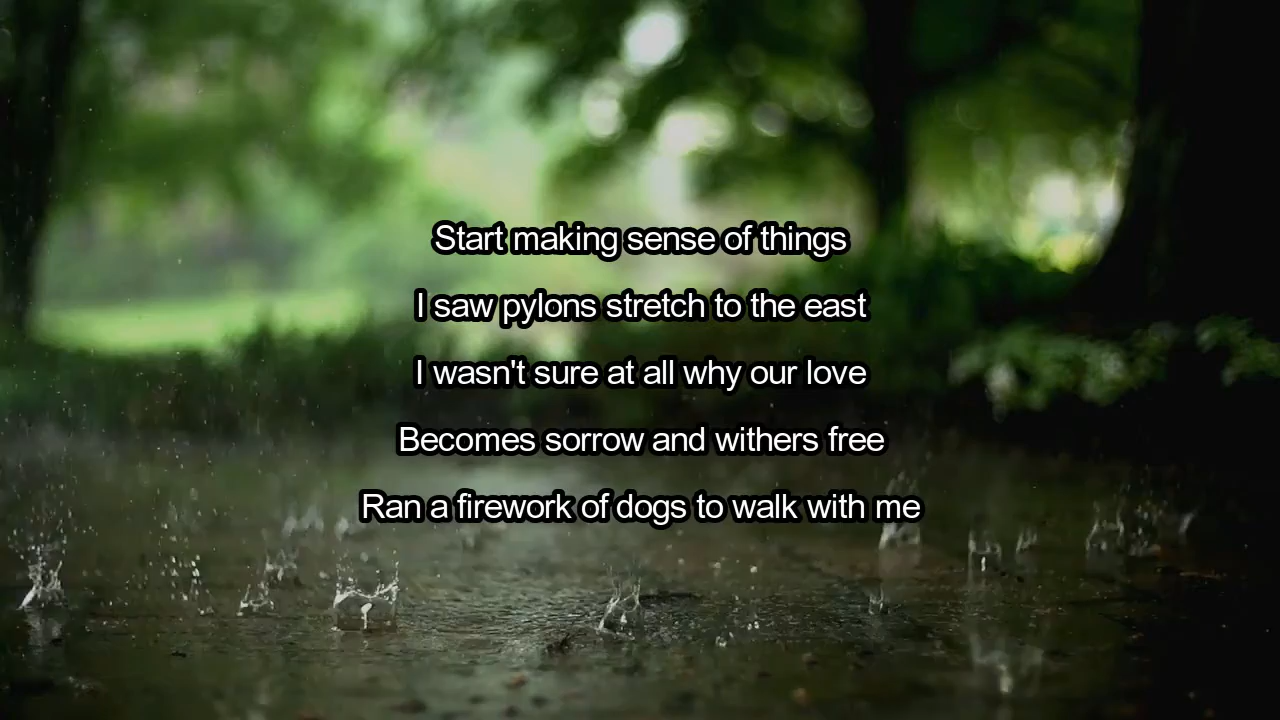 Start making sense of things
I saw pylons stretch to the east
I wasn't sure at all why our love
Becomes sorrow and withers free
Ran a firework of dogs to walk with me